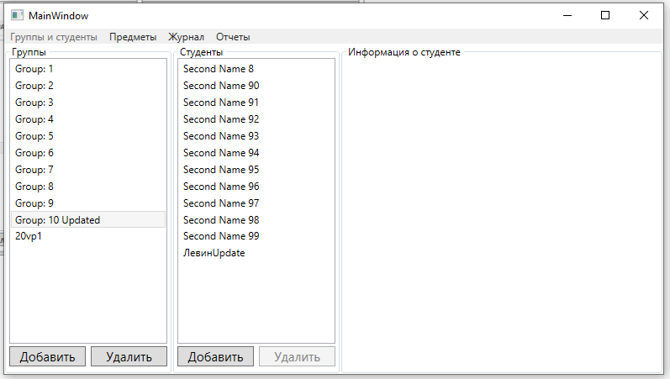 MainWindow
Группы и студенты Предметы Журнал Отчеты
Группы
Group: 1
Group: 2
Group: 3
Group: 4
Group: 5
Group: 6
Group: 7
Group: 8
Group: 9
Group: 10 Updated
20vp1
Добавить Удалить
Студенты
Second Name 8
Second Name 90
Second Name 91
Second Name 92
Second Name 93
Second Name 94
Second Name 95
Second Name 96
Second Name 97
Second Name 98
Second Name 99
ЛевинUpdate
Добавить Удалить
Информация о студенте